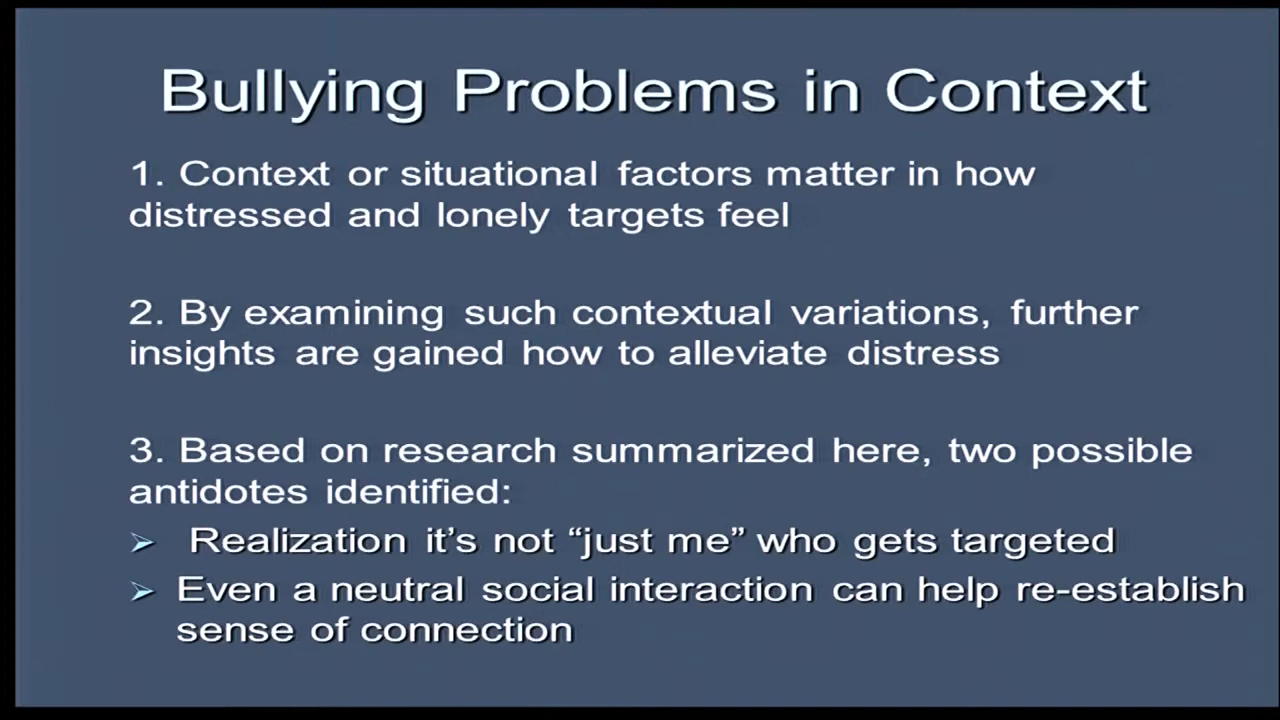 Bullying Problems in Context
1. Context or situational factors matter in how
distressed and lonely targets feel
2. By examining such contextual variations, further
insights are gained how to alleviate distress
3. Based on research summarized here, two possible
antidotes identified:
➢ Realization it’s not “just me” who gets targeted
➢ Even a neutral social interaction can help re-establish
sense of connection